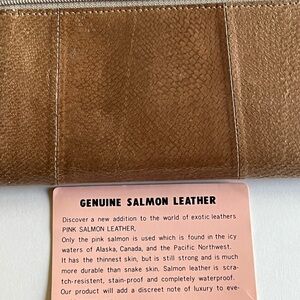 GENUINE SALMON LEATHER
Discover a new addition to the world of exotic leathers
PINK SALMON LEATHER,
Only the pink salmon is used which is found in the icy
waters of Alaska, Canada, and the Pacific Northwest.
It has the thinnest skin, but is still strong and is much
more durable than snake skin. Salmon leather is scra-
tch-resistent, stain-proof and completely waterproof.
Our product will add a discreet note of luxury to eve-